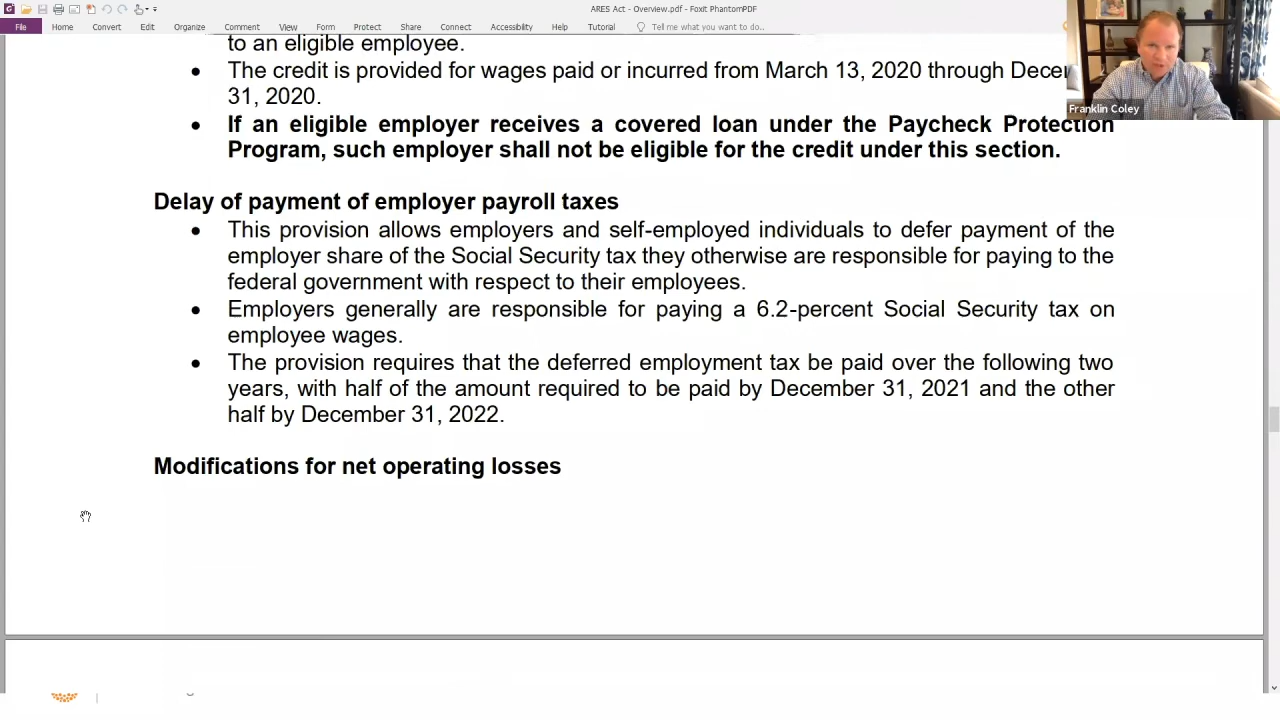 ARES Act - Overview.pdf - Foxit PhantomPDF
File Home Convert Edit Organize Comment View Form Protect Share Connect Accessibility Help Tutorial Tell me what you want to do..
to an eligible employee.
• The credit is provided for wages paid or incurred from March 13, 2020 through Decem
31, 2020.
Franklin Coley
• If an eligible employer receives a covered loan under the Paycheck Protection
Program, such employer shall not be eligible for the credit under this section.
Delay of payment of employer payroll taxes
• This provision allows employers and self-employed individuals to defer payment of the
employer share of the Social Security tax they otherwise are responsible for paying to the
federal government with respect to their employees.
• Employers generally are responsible for paying a 6.2-percent Social Security tax on
employee wages.
• The provision requires that the deferred employment tax be paid over the following two
years, with half of the amount required to be paid by December 31, 2021 and the other
half by December 31, 2022.
Modifications for net operating losses